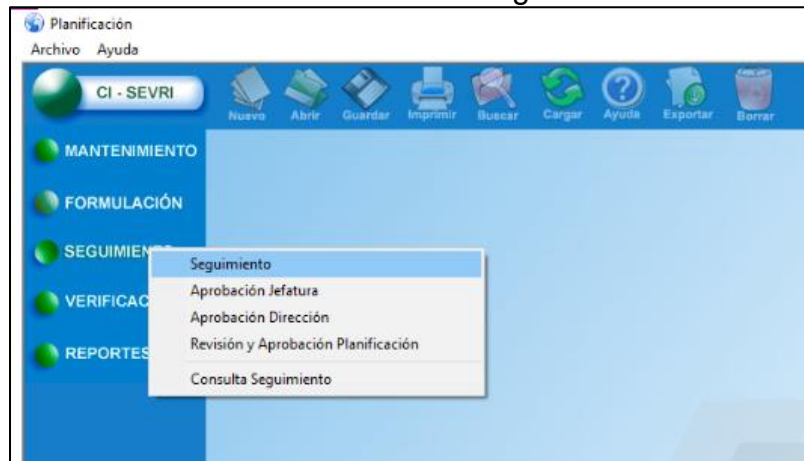 Planificación
Archivo Ayuda
CI - SEVRI
Nuevo Abrir Guardar Imprimir Buscar Cargar Ayuda Exportar Borrar
MANTENIMIENTO
FORMULACIÓN
Seguimiento
Aprobación Jefatura
Aprobación Dirección
Revisión y Aprobación Planificación
Consulta Seguimiento
REPORTES